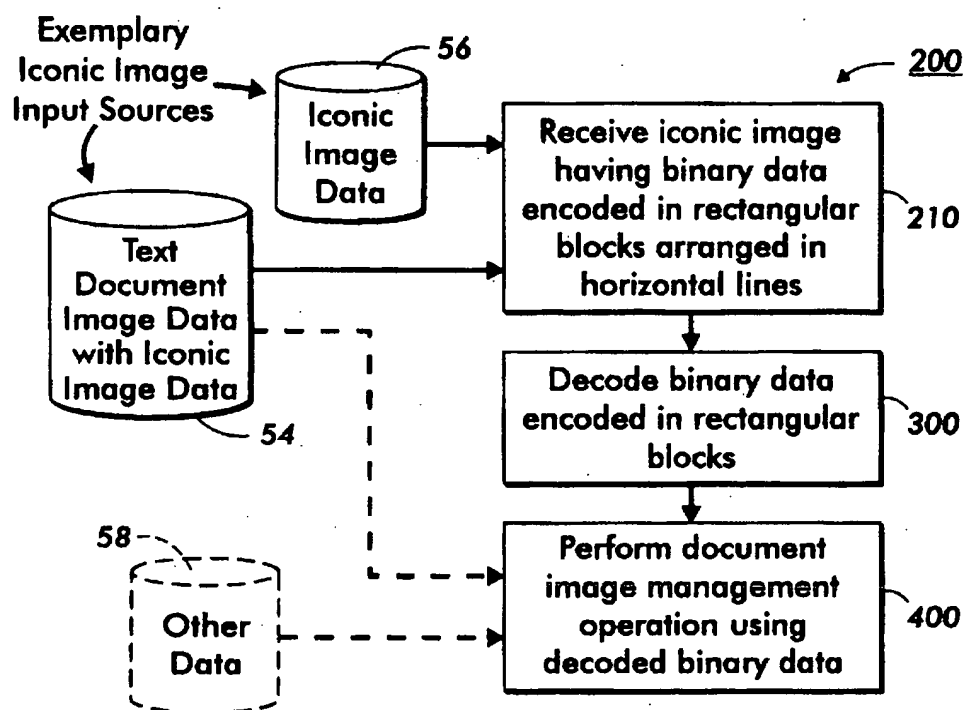 Exemplary
Iconic Image
Input Sources
56
Iconic
Image
Data
200
Receive iconic image
having binary data
encoded in rectangular
blocks arranged in
horizontal lines
210
Text
Document
Image Data
with Iconic
Image Data
54
Decode binary data
encoded in rectangular
blocks
300
58
Other
Data
Perform document
image management
operation using
decoded binary data
400